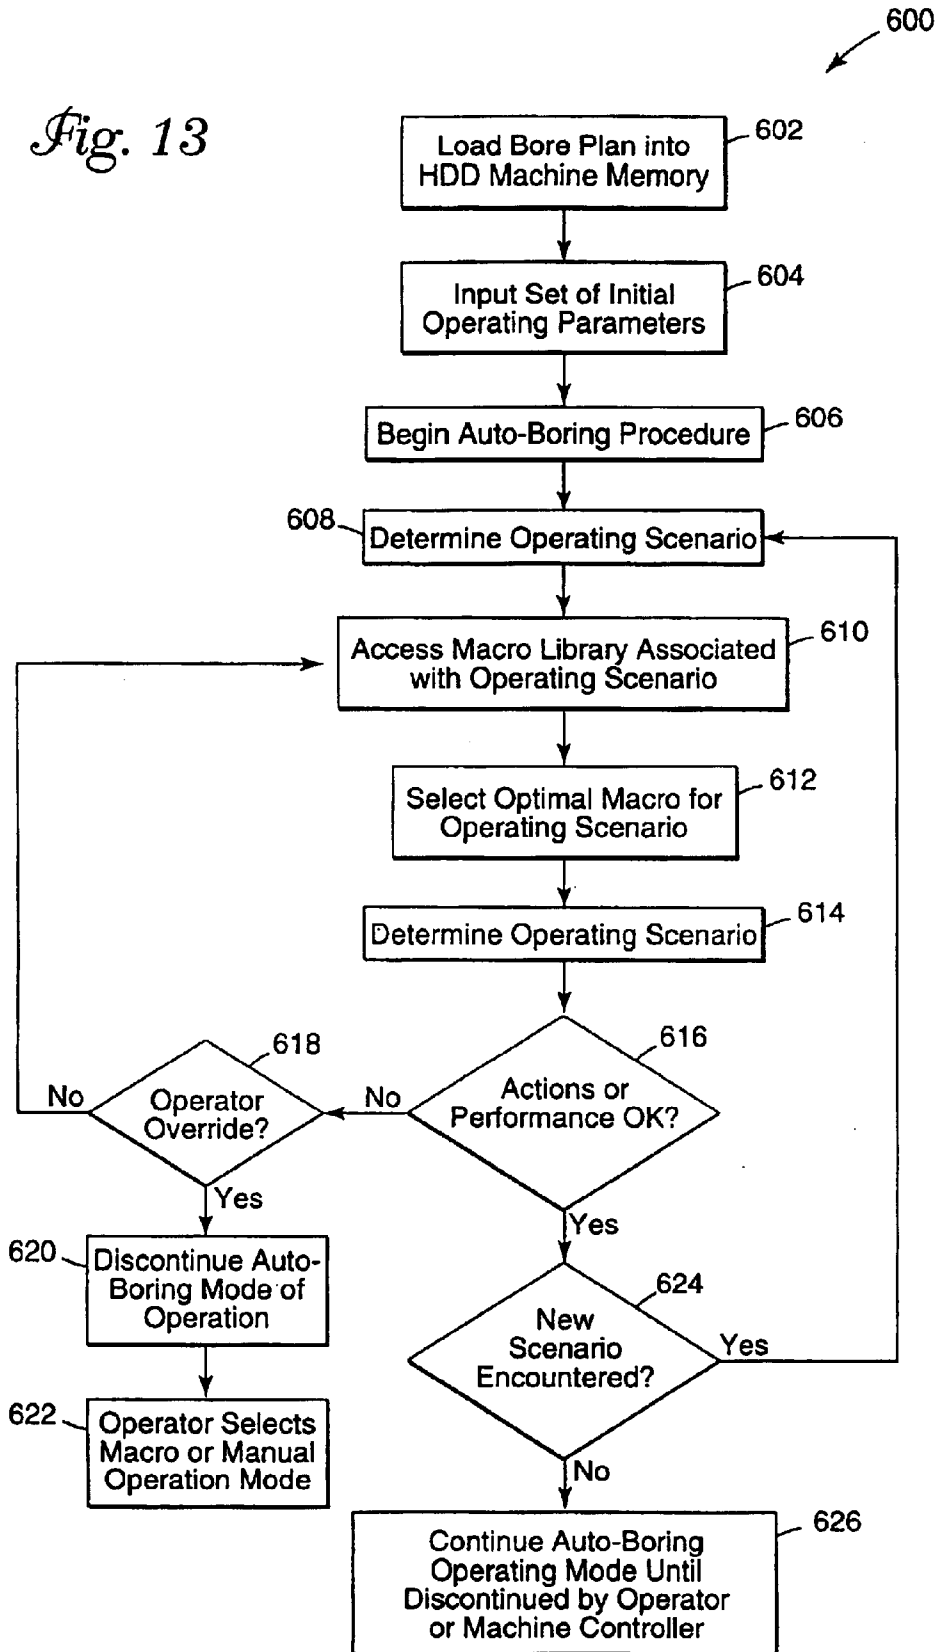 600
Fig. 13
602
Load Bore Plan into
HDD Machine Memory
604
Input Set of Initial
Operating Parameters
606
Begin Auto-Boring Procedure
608
Determine Operating Scenario
610
Access Macro Library Associated
with Operating Scenario
612
Select Optimal Macro for
Operating Scenario
614
Determine Operating Scenario
616
Actions or
Performance OK?
No
Yes
618
Operator
Override?
No
Yes
620
Discontinue Auto-
Boring Mode of
Operation
622
Operator Selects
Macro or Manual
Operation Mode
624
New
Scenario
Encountered?
Yes
No
626
Continue Auto-Boring
Operating Mode Until
Discontinued by Operator
or Machine Controller